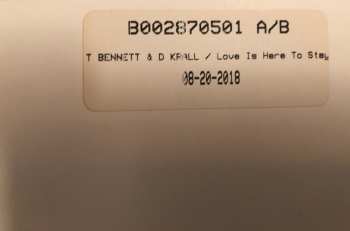 B002870501 A/B
T BENNETT & D KRALL / Love Is Here To Stay
08-20-2018